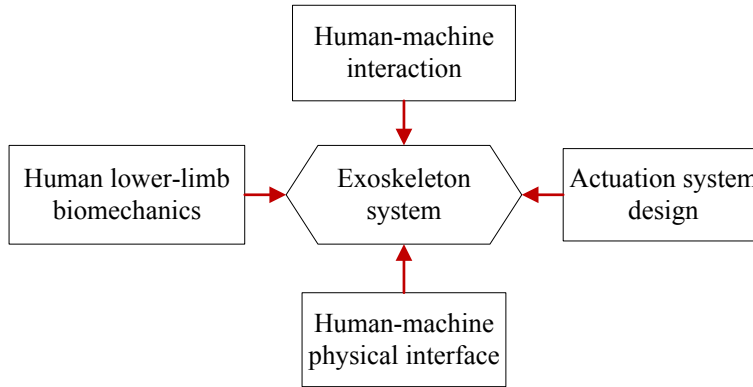 Human-machine
interaction
Human lower-limb
biomechanics
Exoskeleton
system
Actuation system
design
Human-machine
physical interface